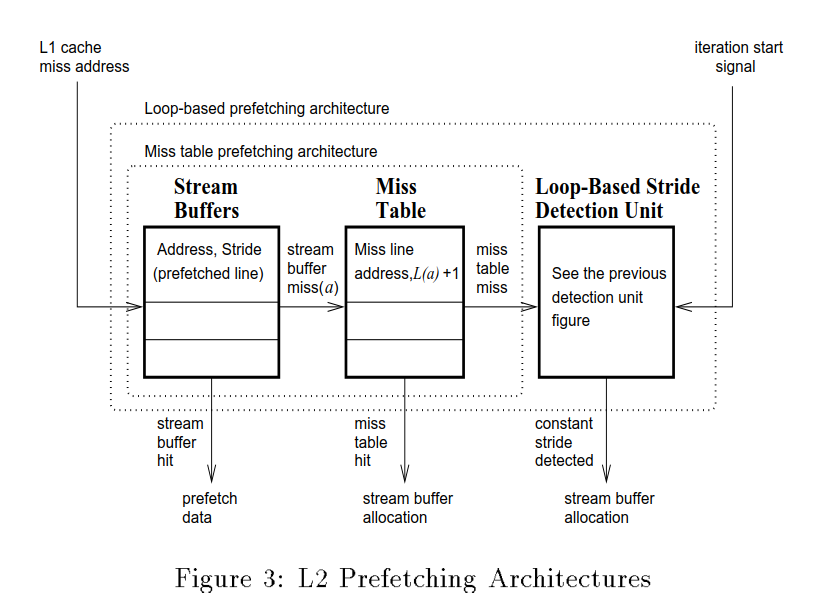 L1 cache
miss address
iteration start
signal
Loop-based prefetching architecture
Miss table prefetching architecture
Stream
Buffers
Miss
Table
Loop-Based Stride
Detection Unit
Address, Stride
(prefetched line)
stream
buffer
miss(a)
Miss line
address,L(a) +1
miss
table
miss
See the previous
detection unit
figure
stream
buffer
hit
miss
table
hit
constant
stride
detected
prefetch
data
stream buffer
allocation
stream buffer
allocation
Figure 3: L2 Prefetching Architectures